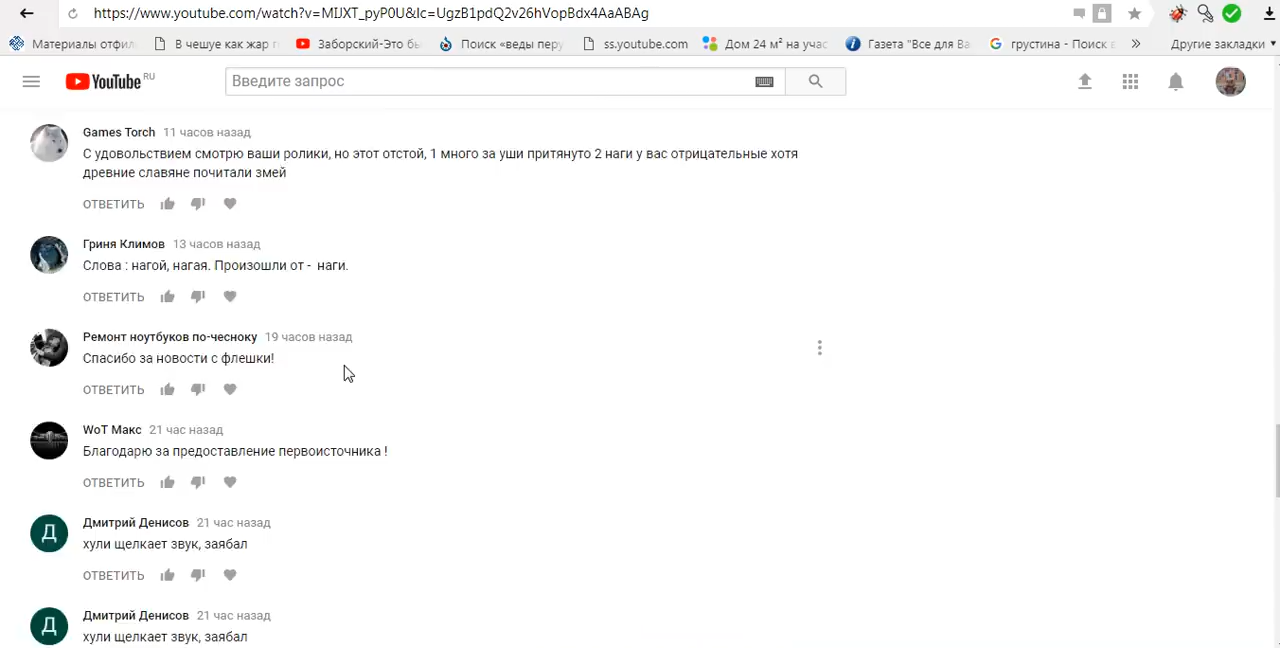 https://www.youtube.com/watch?v=MIJXT_pyP0U&lc=UgzB1pdQ2v26hVopBdx4AaABAg
Материалы отфил В чешуе как жар г Заборский-Это бы Поиск «веды перу ss.youtube.com Дом 24 м² на учас Газета "Все для Ва грустина - Поиск в » Другие закладки
YouTube RU Введите запрос
Games Torch 11 часов назад
С удовольствием смотрю ваши ролики, но этот отстой, 1 много за уши притянуто 2 наги у вас отрицательные хотя
древние славяне почитали змей
ОТВЕТИТЬ
Гриня Климов 13 часов назад
Слова : нагой, нагая. Произошли от - наги.
ОТВЕТИТЬ
Ремонт ноутбуков по-чесноку 19 часов назад
Спасибо за новости с флешки!
ОТВЕТИТЬ
WoT Макс 21 час назад
Благодарю за предоставление первоисточника !
ОТВЕТИТЬ
Д Дмитрий Денисов 21 час назад
хули щелкает звук, заябал
ОТВЕТИТЬ
Д Дмитрий Денисов 21 час назад
хули щелкает звук, заябал